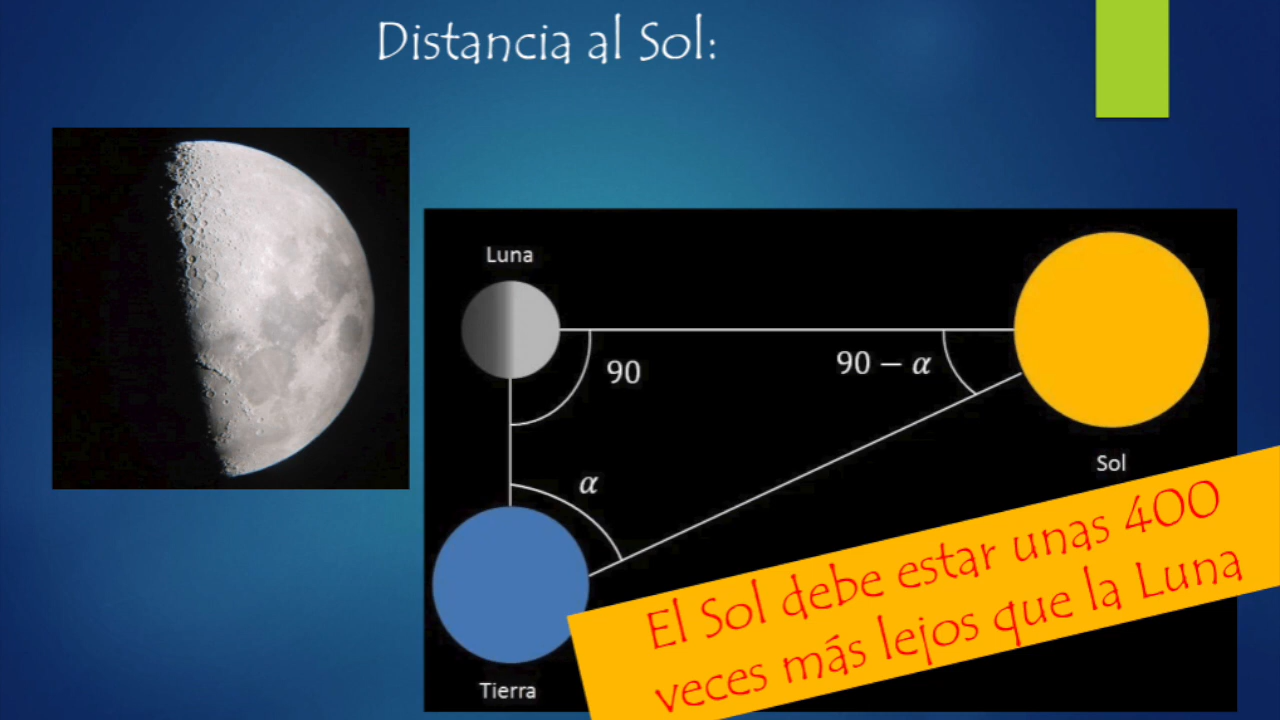 Distancia al Sol:
Luna
90
90 − α
α
Sol
Tierra
El Sol debe estar unas 400
veces más lejos que la Luna